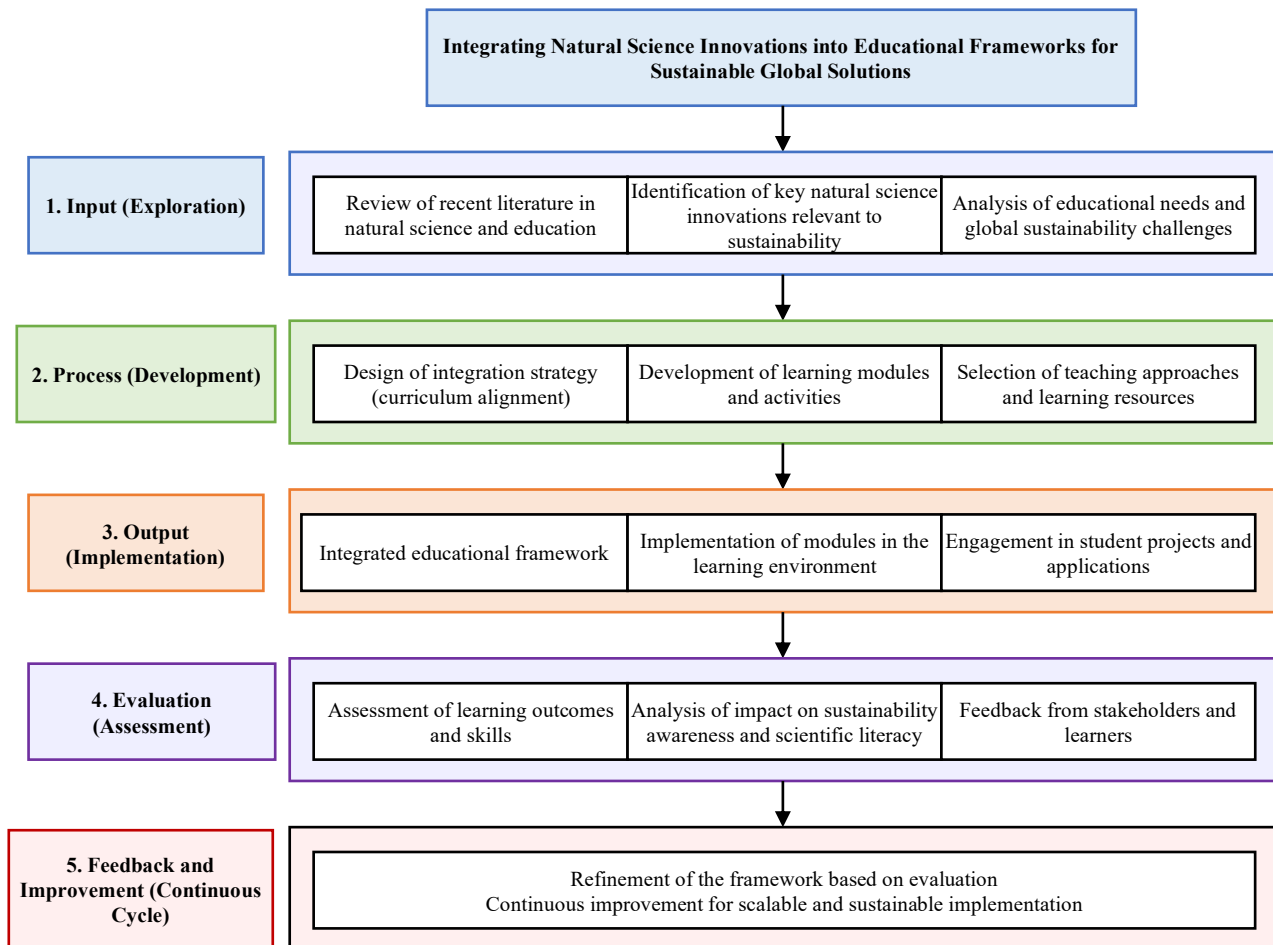 Integrating Natural Science Innovations into Educational Frameworks for
Sustainable Global Solutions
1. Input (Exploration)
Review of recent literature in
natural science and education
Identification of key natural science
innovations relevant to
sustainability
Analysis of educational needs and
global sustainability challenges
2. Process (Development)
Design of integration strategy
(curriculum alignment)
Development of learning modules
and activities
Selection of teaching approaches
and learning resources
3. Output
(Implementation)
Integrated educational framework
Implementation of modules in the
learning environment
Engagement in student projects and
applications
4. Evaluation
(Assessment)
Assessment of learning outcomes
and skills
Analysis of impact on sustainability
awareness and scientific literacy
Feedback from stakeholders and
learners
5. Feedback and
Improvement (Continuous
Cycle)
Refinement of the framework based on evaluation
Continuous improvement for scalable and sustainable implementation